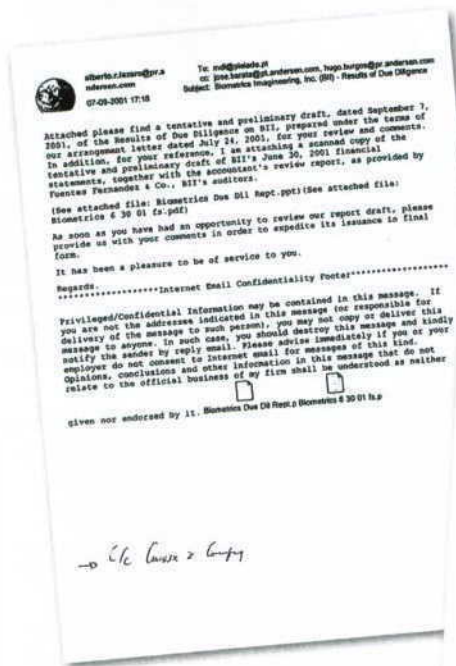 alberto.r.lazaro@pr.a
ndersen.com
07-09-2001 17:18
To: mdl@pleiade.pt
cc: jose.barata@pt.andersen.com, hugo.burgos@pr.andersen.com
Subject: Biometrics Imagineering, Inc. (BII) - Results of Due Diligence
Attached please find a tentative and preliminary draft, dated September 7,
2001, of the Results of Due Diligence on BII, prepared under the terms of
our arrangement letter dated July 24, 2001, for your review and comments.
In addition, for your reference, I am attaching a scanned copy of the
tentative and preliminary draft of BII's June 30, 2001 financial
statements, together with the accountant's review report, as provided by
Fuentes Fernandez & Co., BII's auditors.
(See attached file: Biometrics Due Dil Rept.ppt)(See attached file:
Biometrics 6 30 01 fs.pdf)
As soon as you have had an opportunity to review our report draft, please
provide us with your comments in order to expedite its issuance in final
form.
It has been a pleasure to be of service to you.
Regards.
*******************Internet Email Confidentiality Footer*******************
Privileged/Confidential Information may be contained in this message. If
you are not the addressee indicated in this message (or responsible for
delivery of the message to such person), you may not copy or deliver this
message to anyone. In such case, you should destroy this message and kindly
notify the sender by reply email. Please advise immediately if you or your
employer do not consent to Internet email for messages of this kind.
Opinions, conclusions and other information in this message that do not
relate to the official business of my firm shall be understood as neither
given nor endorsed by it. Biometrics Due Dil Rept.p Biometrics 6 30 01 fs.p
c/c